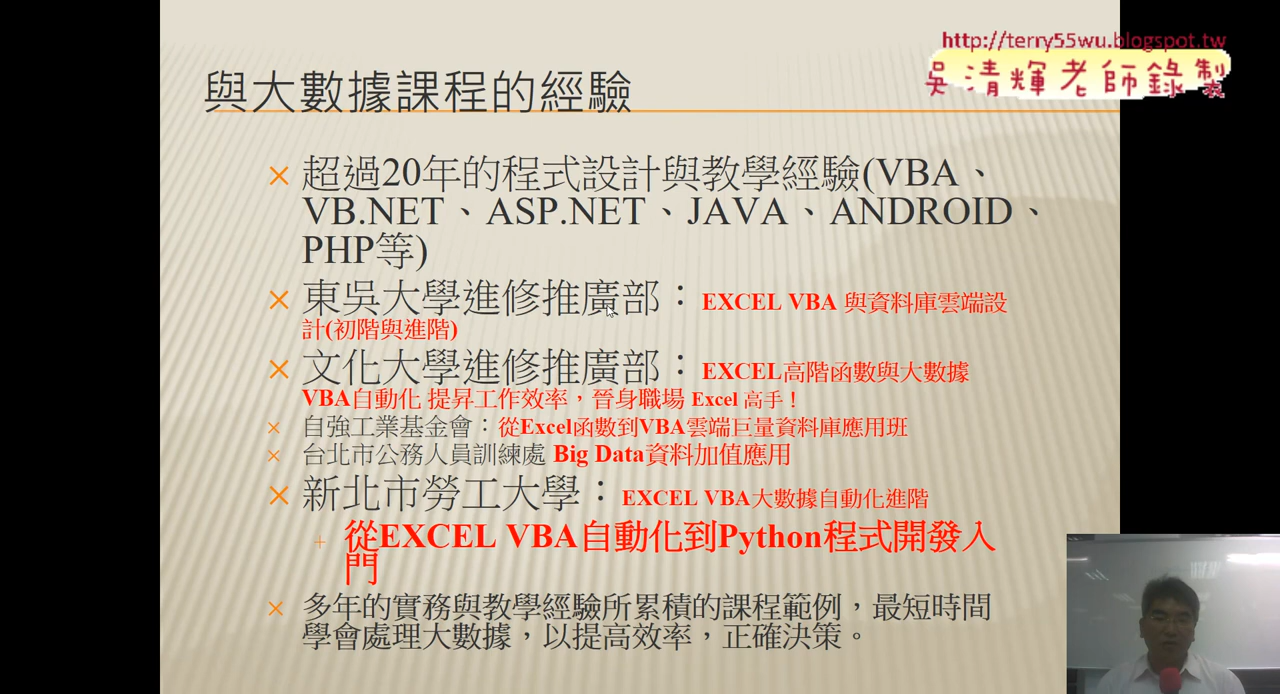 http://terry55wu.blogspot.tw
吳清輝老師錄製
與大數據課程的經驗
超過20年的程式設計與教學經驗(VBA、
VB.NET、ASP.NET、JAVA、ANDROID、
PHP等)
東吳大學進修推廣部： EXCEL VBA 與資料庫雲端設
計(初階與進階)
文化大學進修推廣部： EXCEL高階函數與大數據
VBA自動化 提昇工作效率，晉身職場 Excel 高手！
自強工業基金會：從Excel函數到VBA雲端巨量資料庫應用班
台北市公務人員訓練處 Big Data資料加值應用
新北市勞工大學： EXCEL VBA大數據自動化進階
從EXCEL VBA自動化到Python程式開發入
門
多年的實務與教學經驗所累積的課程範例，最短時間
學會處理大數據，以提高效率，正確決策。